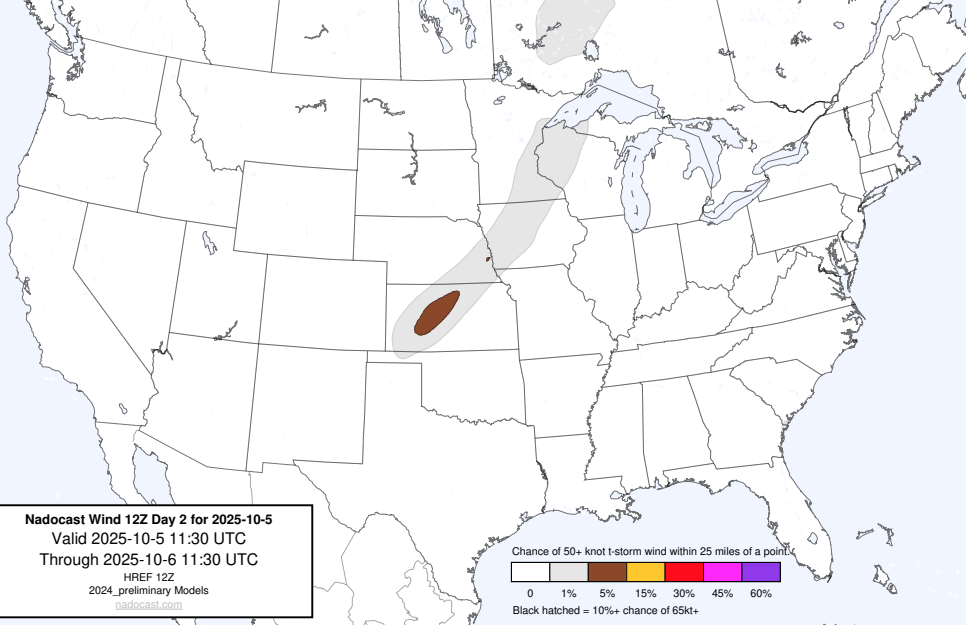 Nadocast Wind 12Z Day 2 for 2025-10-5
Valid 2025-10-5 11:30 UTC
Through 2025-10-6 11:30 UTC
HREF 12Z
2024_preliminary Models
nadocast.com
Chance of 50+ knot t-storm wind within 25 miles of a point.
0 1% 5% 15% 30% 45% 60%
Black hatched = 10%+ chance of 65kt+